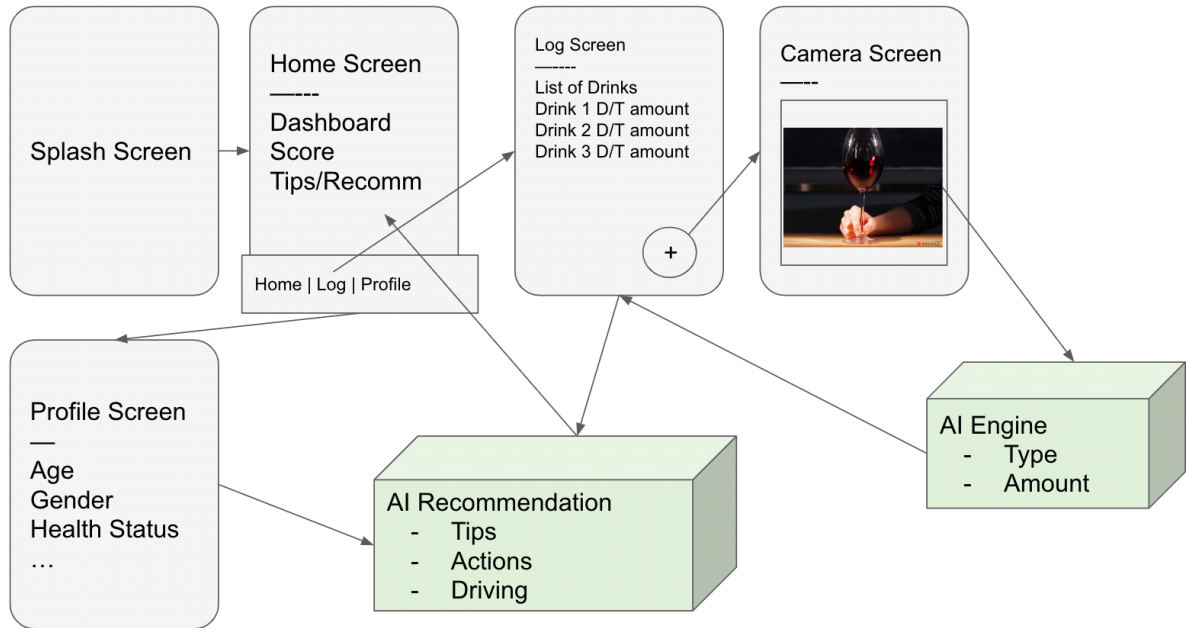 Splash Screen
Home Screen
—---
Dashboard
Score
Tips/Recomm
Home | Log | Profile
Log Screen
—----
List of Drinks
Drink 1 D/T amount
Drink 2 D/T amount
Drink 3 D/T amount
+
Camera Screen
—--
Profile Screen
—
Age
Gender
Health Status
…
AI Recommendation
- Tips
- Actions
- Driving
AI Engine
- Type
- Amount